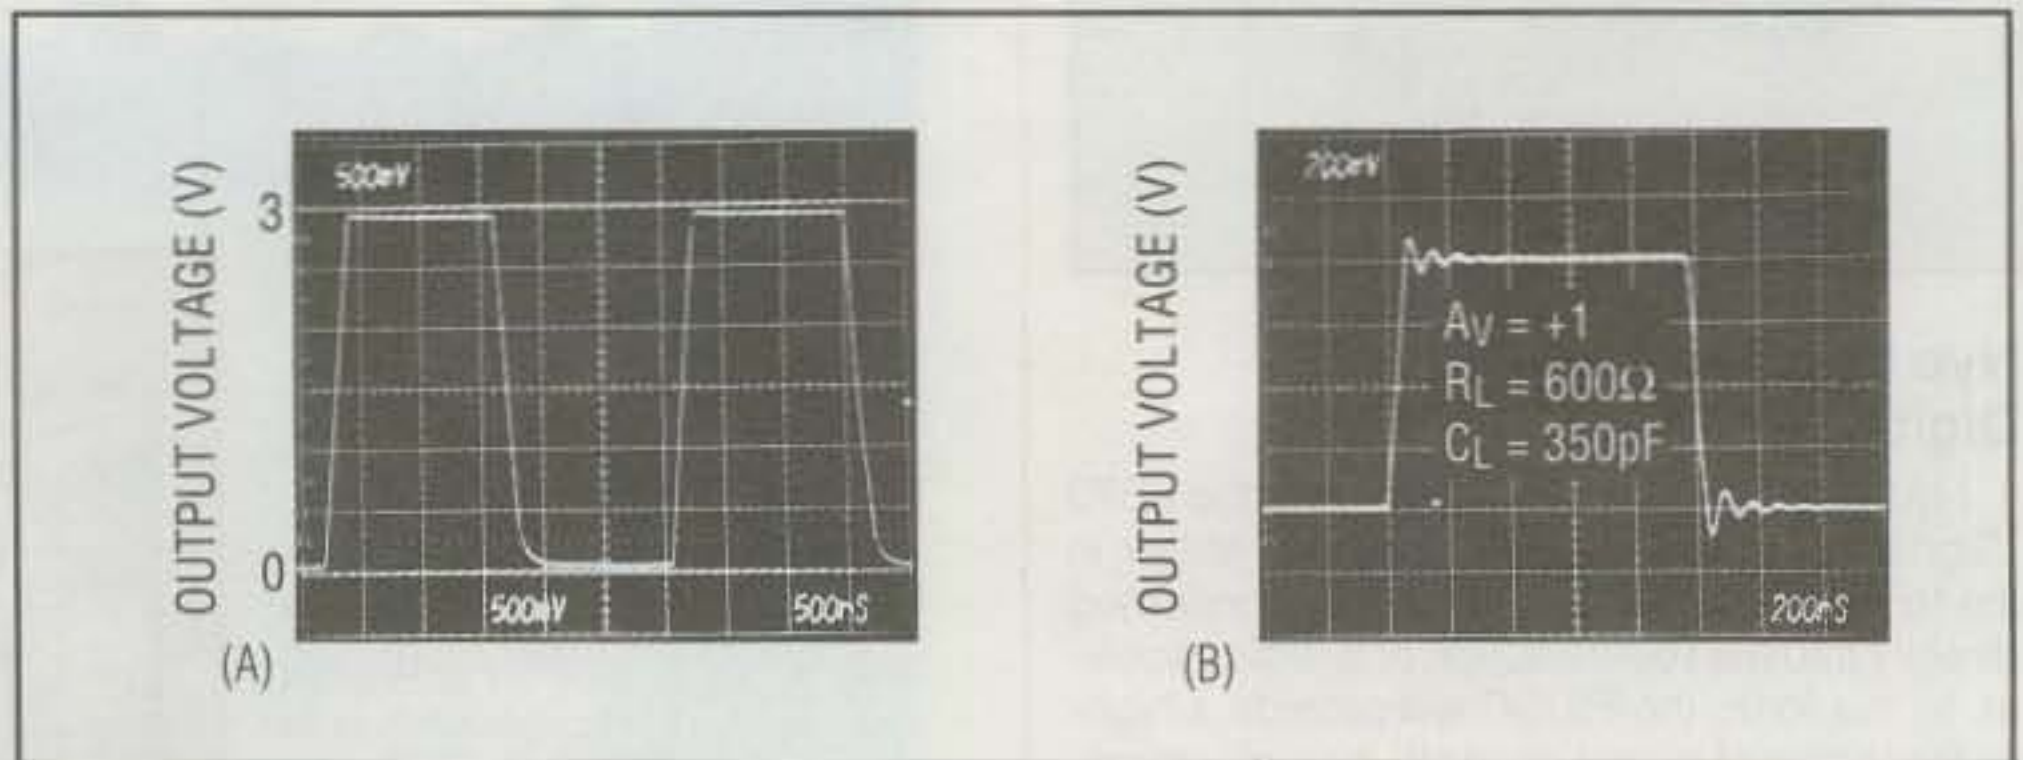 OUTPUT VOLTAGE (V)
3
0
500mV
500mV
500nS
(A)
OUTPUT VOLTAGE (V)
200mV
AV = +1
RL = 600Ω
CL = 350pF
200nS
(B)